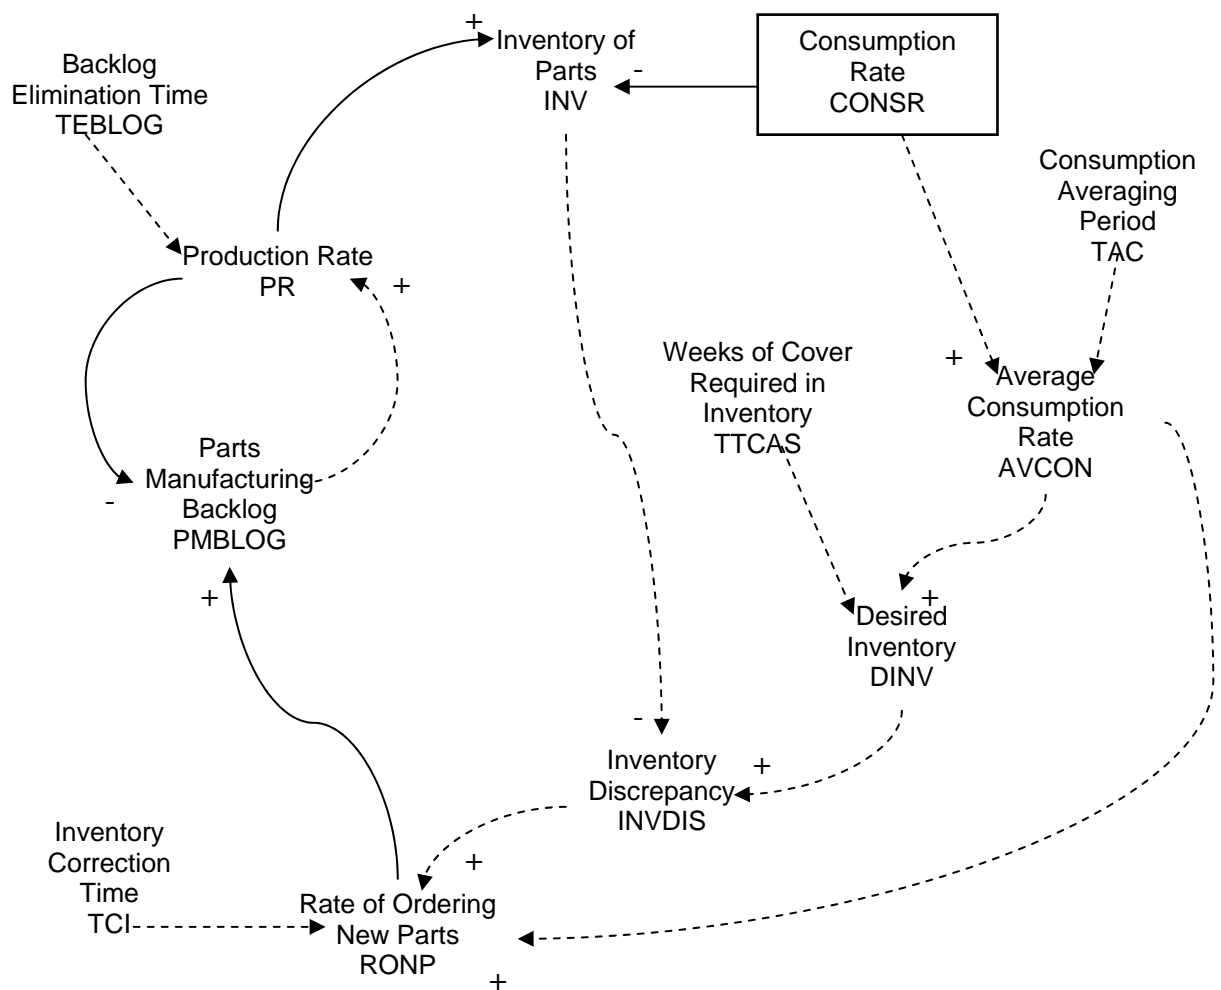 +
Inventory of
Parts
INV
-
Consumption
Rate
CONSR
Backlog
Elimination Time
TEBLOG
Consumption
Averaging
Period
TAC
Production Rate
PR
+
Weeks of Cover
Required in
Inventory
TTCAS
+
Average
Consumption
Rate
AVCON
Parts
Manufacturing
Backlog
PMBLOG
-
+
+
Desired
Inventory
DINV
-
Inventory
Discrepancy
INVDIS
+
Inventory
Correction
Time
TCI
+
Rate of Ordering
New Parts
RONP
+